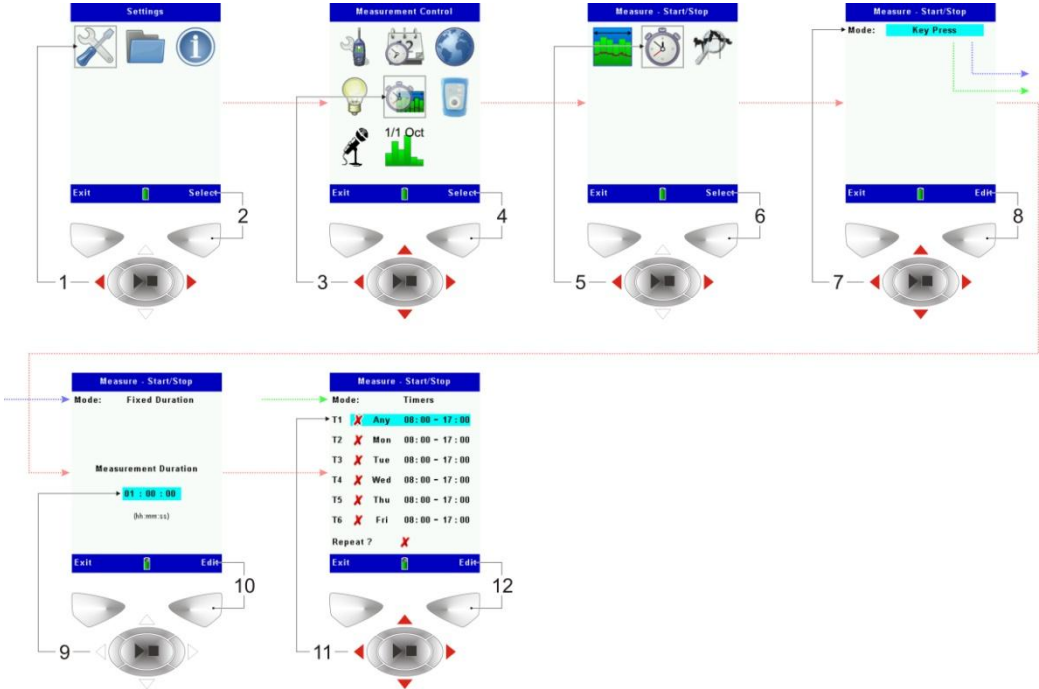 Settings
Exit
Select
1
2
Measurement Control
1/1 Oct
Exit
Select
3
4
Measure - Start/Stop
Exit
Select
5
6
Measure - Start/Stop
Mode: Key Press
Exit
Edit
7
8
Measure - Start/Stop
Mode: Fixed Duration
Measurement Duration
01 : 00 : 00
(hh:mm:ss)
Exit
Edit
9
10
Measure - Start/Stop
Mode: Timers
T1 ✗ Any 08:00 - 17:00
T2 ✗ Mon 08:00 - 17:00
T3 ✗ Tue 08:00 - 17:00
T4 ✗ Wed 08:00 - 17:00
T5 ✗ Thu 08:00 - 17:00
T6 ✗ Fri 08:00 - 17:00
Repeat ? ✗
Exit
Edit
11
12